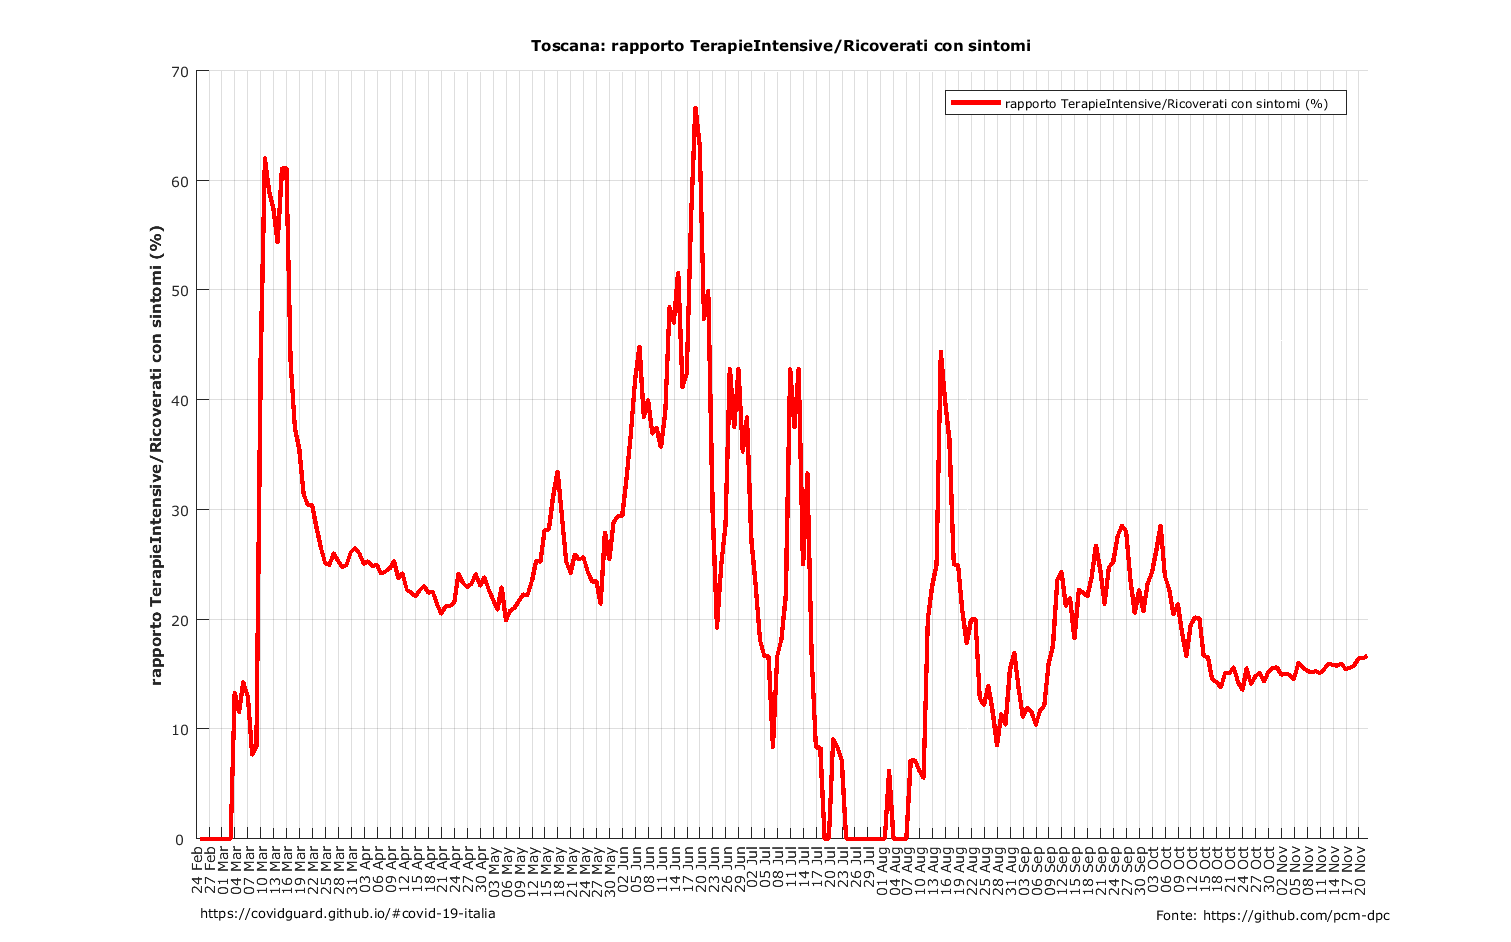 Toscana: rapporto TerapieIntensive/Ricoverati con sintomi
rapporto TerapieIntensive/Ricoverati con sintomi (%)
rapporto TerapieIntensive/Ricoverati con sintomi (%)
70
60
50
40
30
20
10
0
24 Feb
27 Feb
01 Mar
04 Mar
07 Mar
10 Mar
13 Mar
16 Mar
19 Mar
22 Mar
25 Mar
28 Mar
31 Mar
03 Apr
06 Apr
09 Apr
12 Apr
15 Apr
18 Apr
21 Apr
24 Apr
27 Apr
30 Apr
03 May
06 May
09 May
12 May
15 May
18 May
21 May
24 May
27 May
30 May
02 Jun
05 Jun
08 Jun
11 Jun
14 Jun
17 Jun
20 Jun
23 Jun
26 Jun
29 Jun
02 Jul
05 Jul
08 Jul
11 Jul
14 Jul
17 Jul
20 Jul
23 Jul
26 Jul
29 Jul
01 Aug
04 Aug
07 Aug
10 Aug
13 Aug
16 Aug
19 Aug
22 Aug
25 Aug
28 Aug
31 Aug
03 Sep
06 Sep
09 Sep
12 Sep
15 Sep
18 Sep
21 Sep
24 Sep
27 Sep
30 Sep
03 Oct
06 Oct
09 Oct
12 Oct
15 Oct
18 Oct
21 Oct
24 Oct
27 Oct
30 Oct
02 Nov
05 Nov
08 Nov
11 Nov
14 Nov
17 Nov
20 Nov
https://covidguard.github.io/#covid-19-italia
Fonte: https://github.com/pcm-dpc